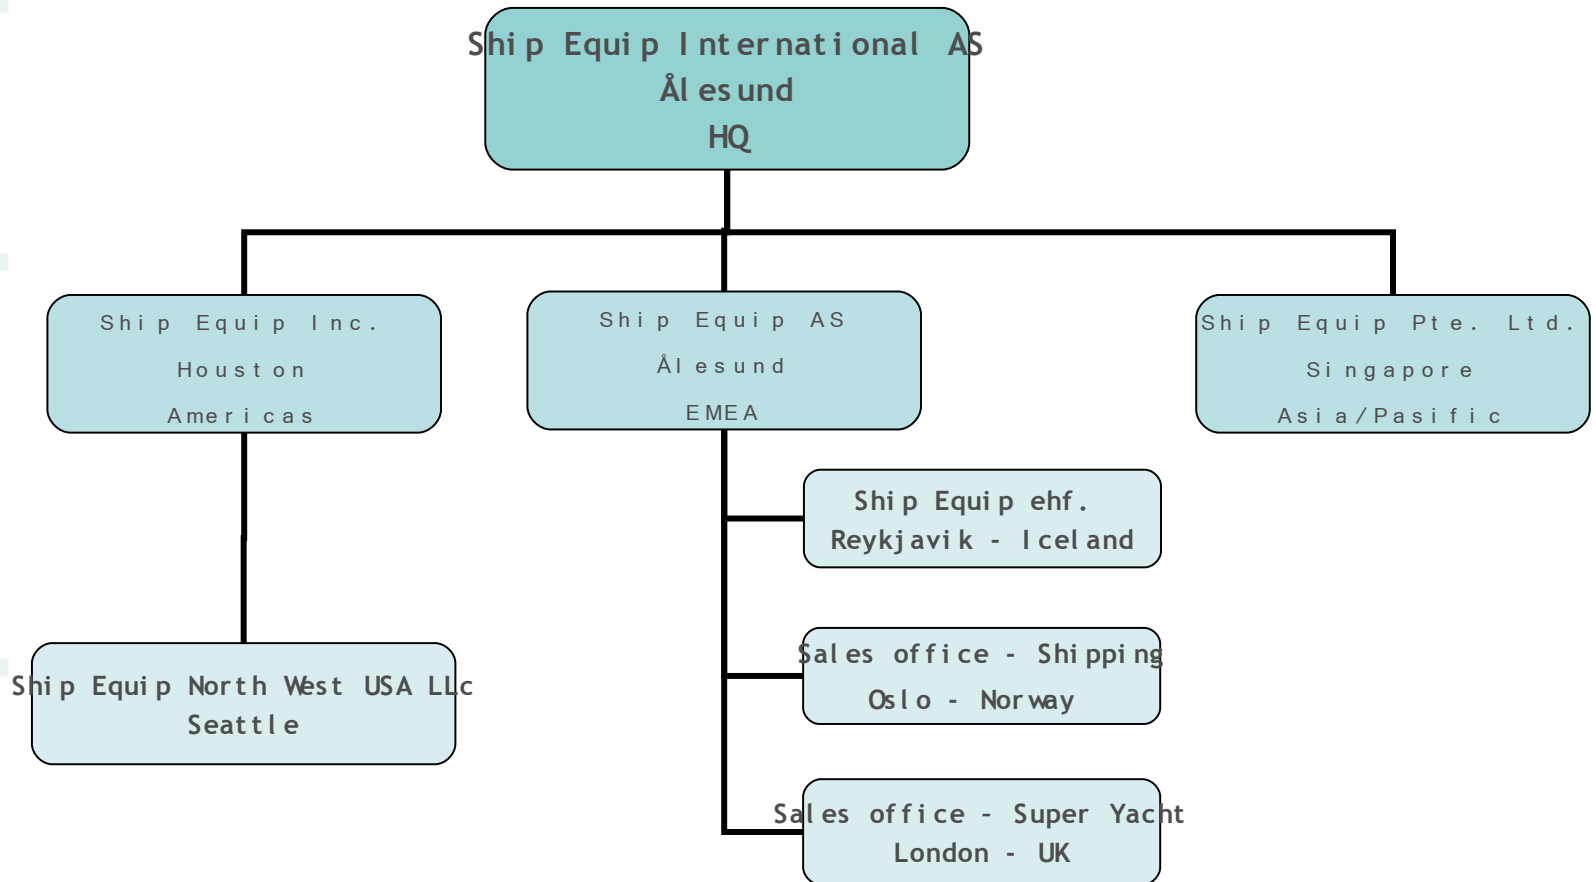 Ship Equip International AS
Ålesund
HQ
Ship Equip Inc.
Houston
Americas
Ship Equip AS
Ålesund
EMEA
Ship Equip Pte. Ltd.
Singapore
Asia/Pasific
Ship Equip ehf.
Reykjavik - Iceland
Sales office - Shipping
Oslo - Norway
Ship Equip North West USA LLc
Seattle
Sales office - Super Yacht
London - UK